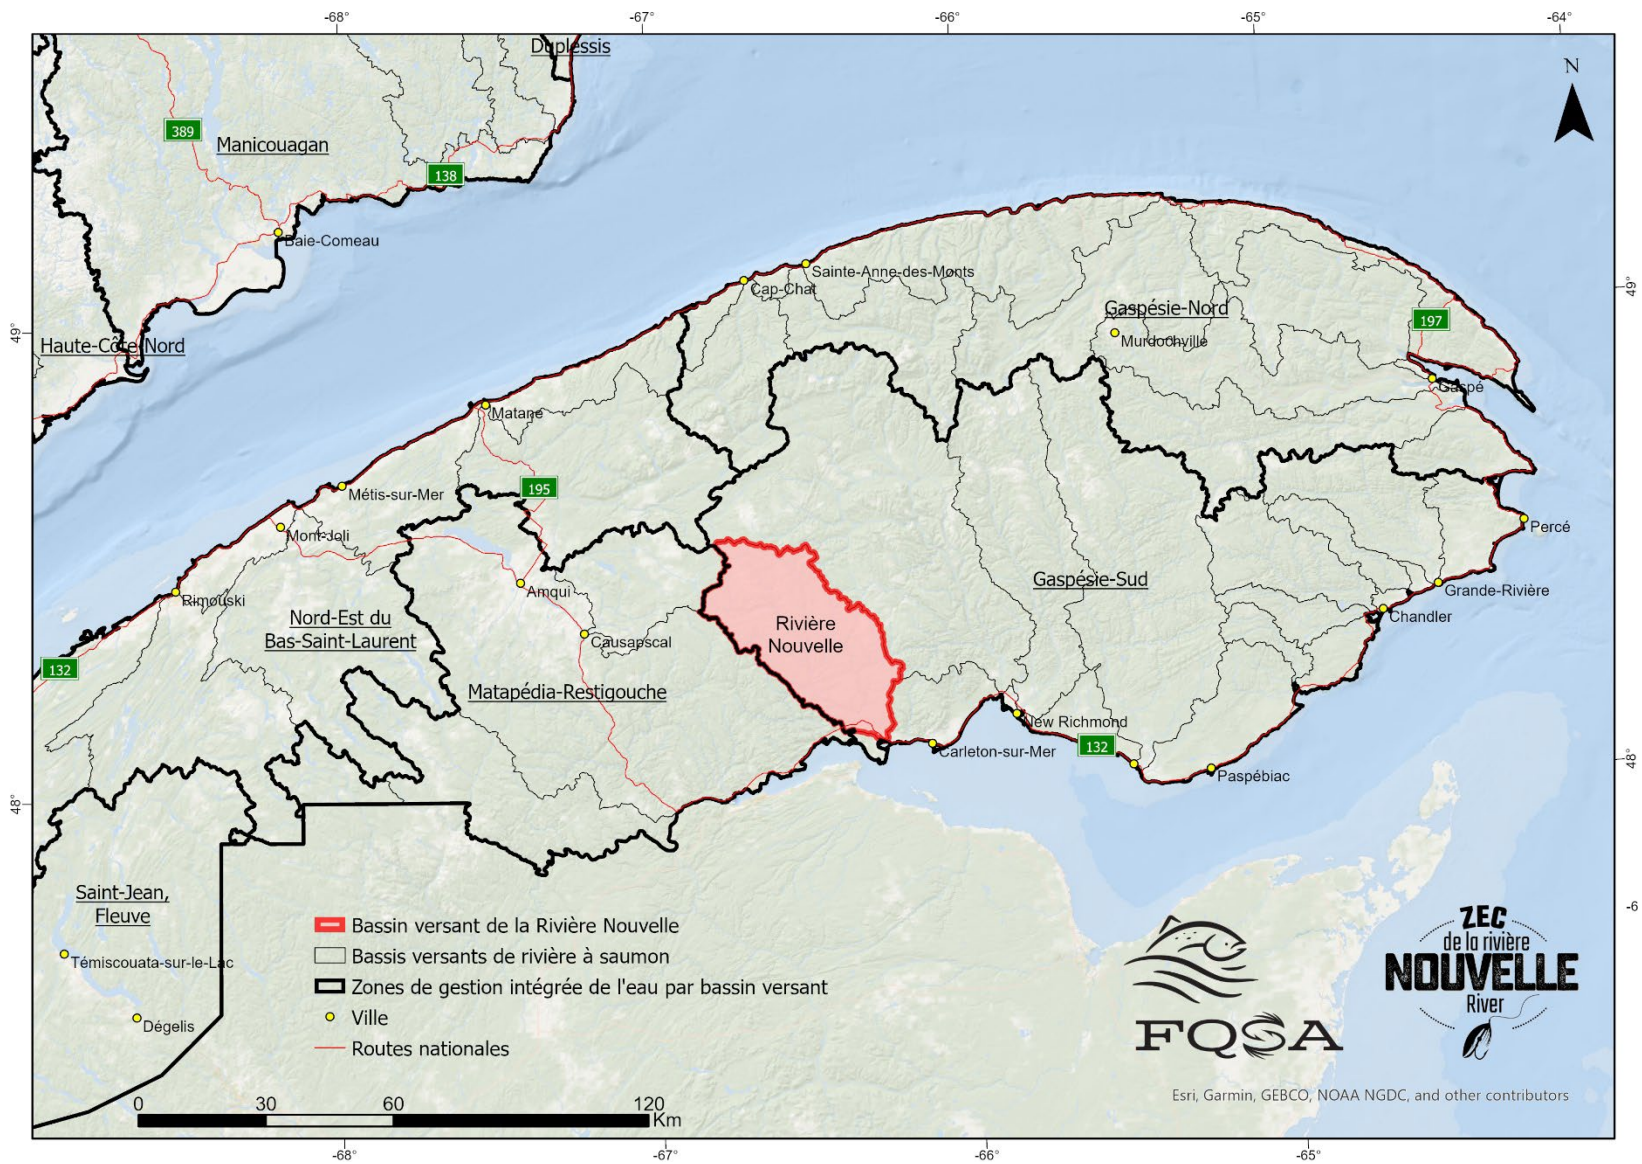 -68°
-67°
-66°
-65°
-64°
Duplessis
N
389
Manicouagan
138
Baie-Comeau
Sainte-Anne-des-Monts
Cap-Chat
49°
Gaspésie-Nord
197
49°
Haute-Côte-Nord
Murdochville
Gaspé
Matane
195
Métis-sur-Mer
Mont-Joli
Percé
Amqui
Gaspésie-Sud
Grande-Rivière
Rimouski
Nord-Est du
Bas-Saint-Laurent
Rivière
Nouvelle
Chandler
Causapscal
132
Matapédia-Restigouche
New Richmond
Carleton-sur-Mer
132
48°
Paspébiac
48°
Saint-Jean,
Fleuve
Témiscouata-sur-le-Lac
Dégelis
Bassin versant de la Rivière Nouvelle
Bassis versants de rivière à saumon
Zones de gestion intégrée de l'eau par bassin versant
Ville
Routes nationales
ZEC
de la rivière
NOUVELLE
River
FQSA
-6
Esri, Garmin, GEBCO, NOAA NGDC, and other contributors
0 30 60 120
Km
-68°
-67°
-66°
-65°